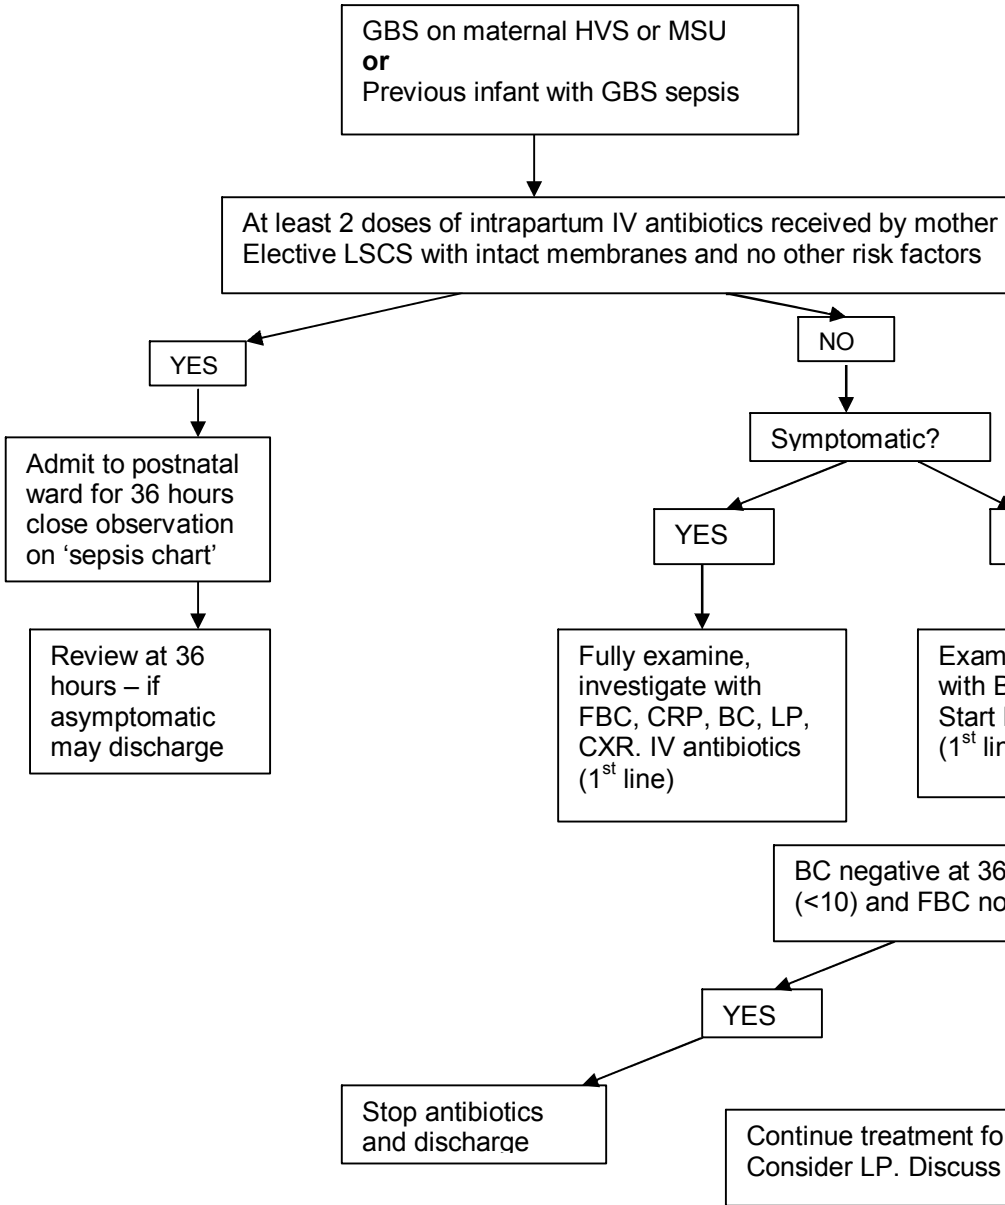 GBS on maternal HVS or MSU
or
Previous infant with GBS sepsis
At least 2 doses of intrapartum IV antibiotics received by mother
Elective LSCS with intact membranes and no other risk factors
YES
NO
Admit to postnatal
ward for 36 hours
close observation
on ‘sepsis chart’
Review at 36
hours – if
asymptomatic
may discharge
Symptomatic?
YES
Fully examine,
investigate with
FBC, CRP, BC, LP,
CXR. IV antibiotics
(1st line)
with
Start
(1st
BC negative at 36
(<10) and FBC
YES
Stop antibiotics
and discharge
Continue treatment
Consider LP. Discuss